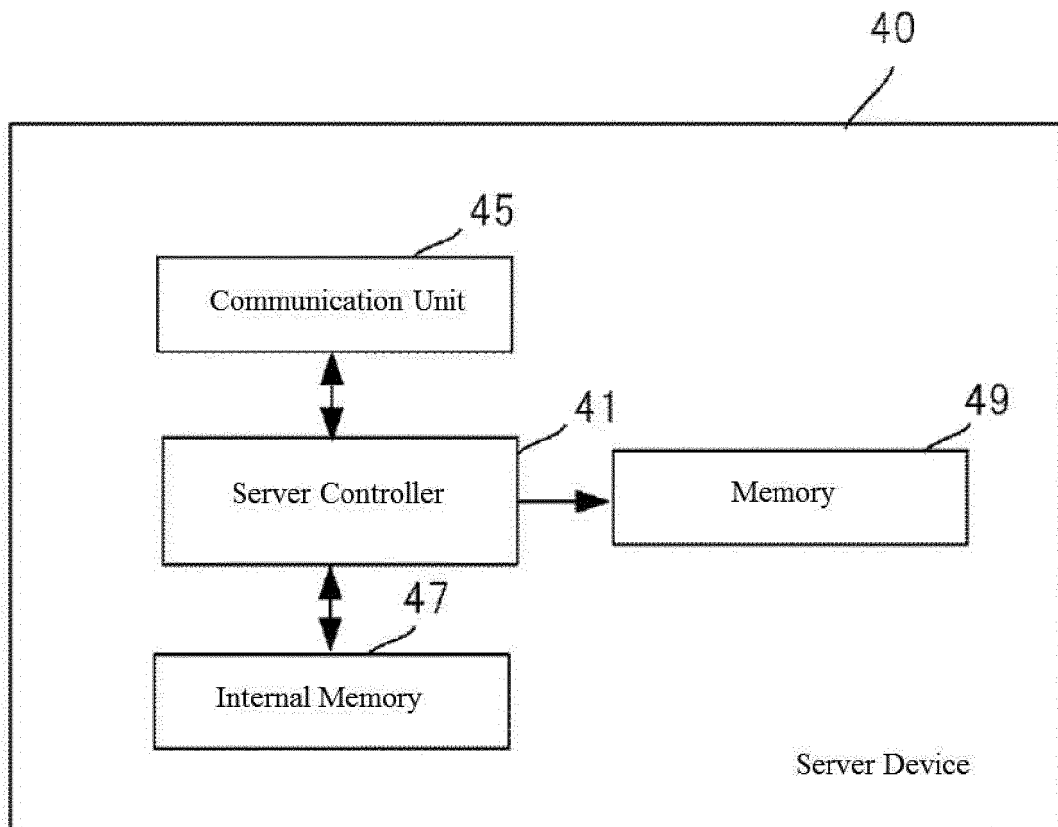 40
45
Communication Unit
41
49
Server Controller
Memory
47
Internal Memory
Server Device